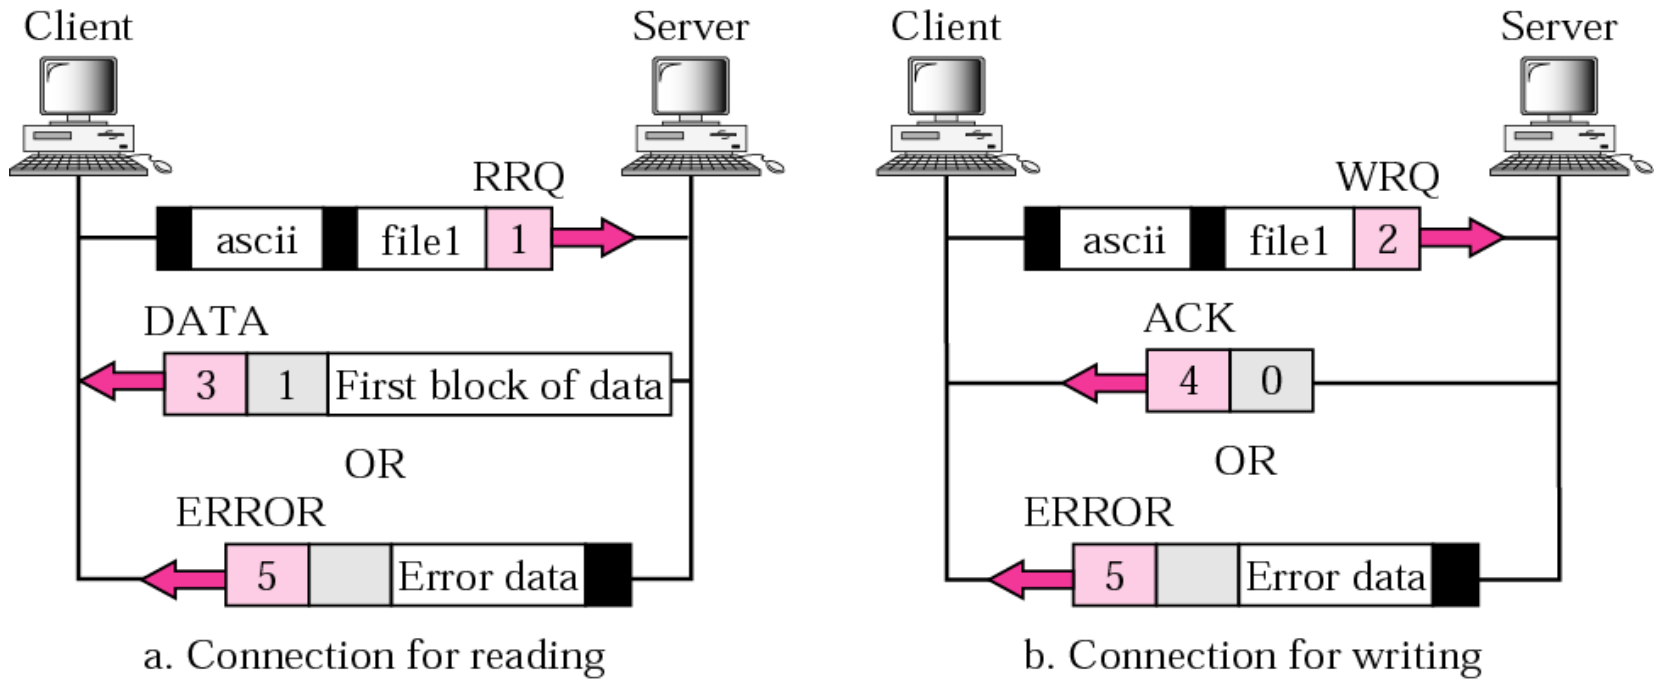 Client Server
RRQ
ascii file1 1
DATA
3 1 First block of data
OR
ERROR
5 Error data
a. Connection for reading
Client Server
WRQ
ascii file1 2
ACK
4 0
OR
ERROR
5 Error data
b. Connection for writing